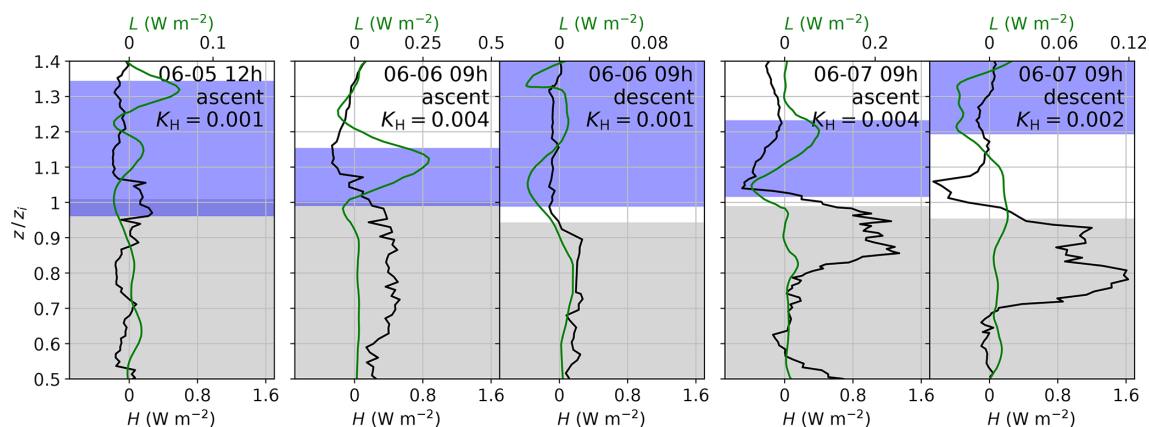 L (W m⁻²) L (W m⁻²) L (W m⁻²) L (W m⁻²) L (W m⁻²)
0 0.1 0 0.25 0.5 0 0.08 0 0.2 0 0.06 0.12
1.4
1.3
1.2
1.1
1
0.9
0.8
0.7
0.6
0.5
z/zᵢ
06-05 12h
ascent
K_H = 0.001
06-06 09h
ascent
K_H = 0.004
06-06 09h
descent
K_H = 0.001
06-07 09h
ascent
K_H = 0.004
06-07 09h
descent
K_H = 0.002
0 0.8 1.6 0 0.8 1.6 0 0.8 1.6 0 0.8 1.6 0 0.8 1.6
H (W m⁻²) H (W m⁻²) H (W m⁻²) H (W m⁻²) H (W m⁻²)